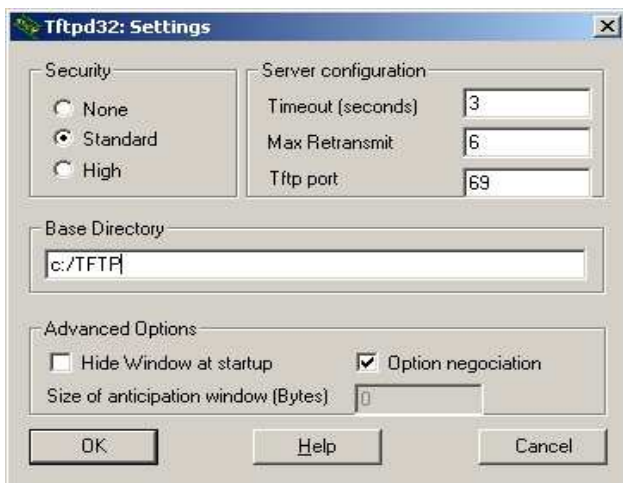 Tftpd32: Settings
Security
None
Standard
High
Server configuration
Timeout (seconds) 3
Max Retransmit 6
Tftp port 69
Base Directory
c:/TFTP
Advanced Options
Hide Window at startup
Option negociation
Size of anticipation window (Bytes) 0
OK Help Cancel